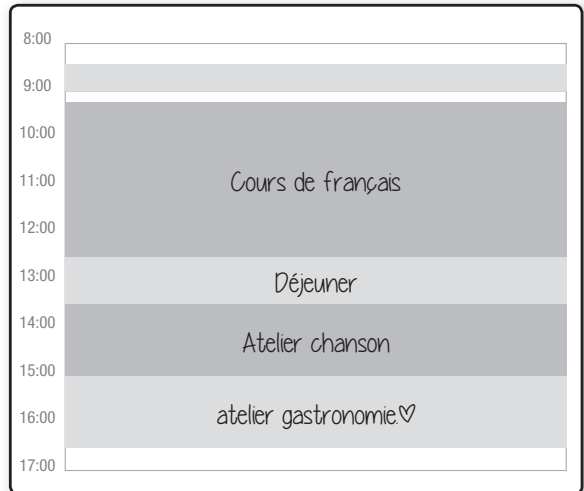 8:00
9:00
10:00
11:00
Cours de français
12:00
13:00
Déjeuner
14:00
Atelier chanson
15:00
16:00
atelier gastronomie.♡
17:00